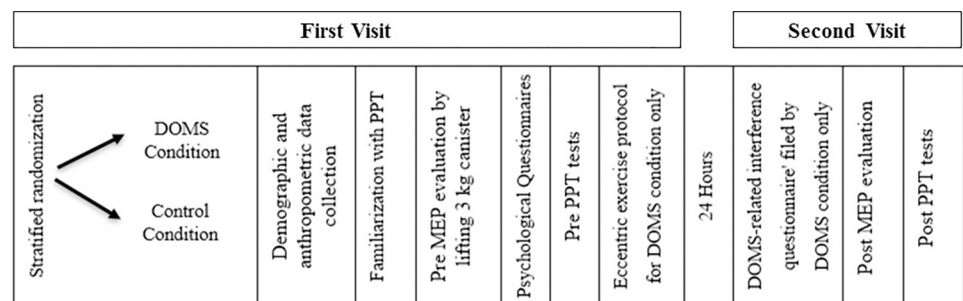 First Visit
Second Visit
Stratified randomization
DOMS
Condition
Control
Condition
Demographic and
anthropometric data
collection
Familiarization with PPT
Pre MEP evaluation by
lifting 3 kg canister
Psychological Questionnaires
Pre PPT tests
Eccentric exercise protocol
for DOMS condition only
24 Hours
DOMS-related interference
questionnaire' filed by
DOMS condition only
Post MEP evaluation
Post PPT tests